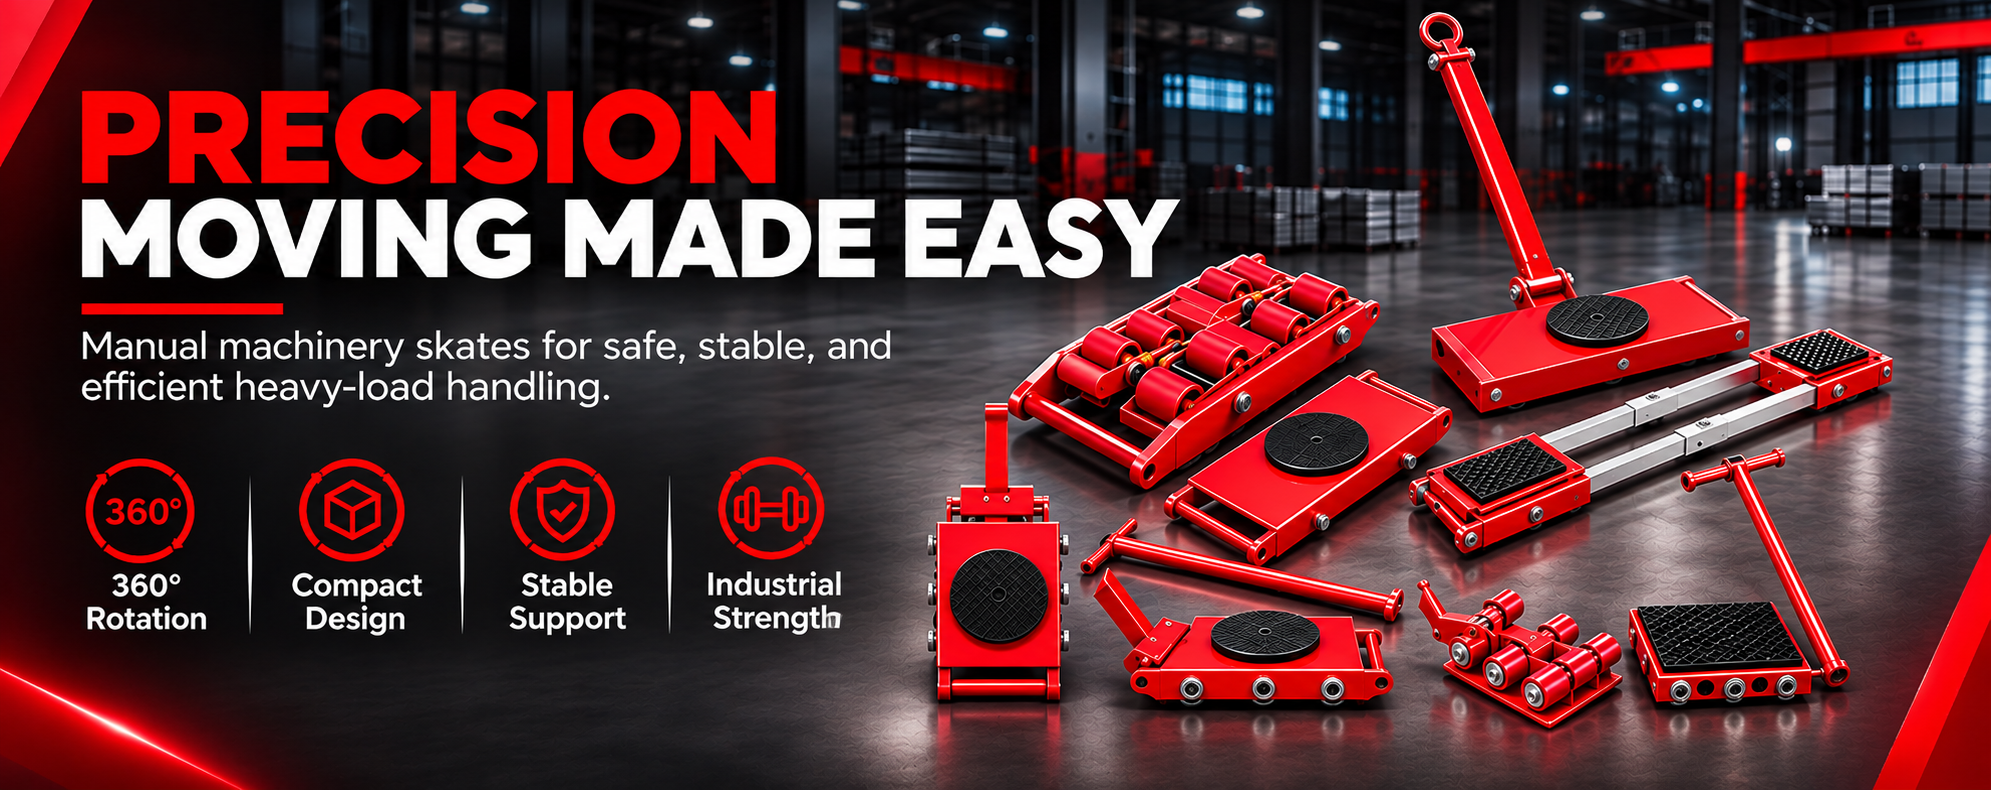 PRECISION
MOVING MADE EASY
Manual machinery skates for safe, stable, and
efficient heavy-load handling.
360°
360°
Rotation
Compact
Design
Stable
Support
Industrial
Strength